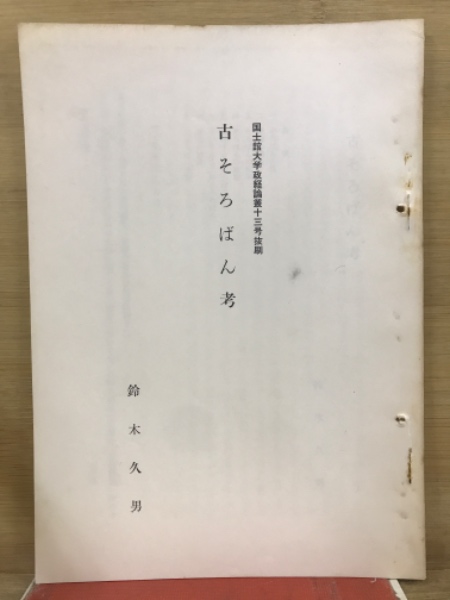 国士舘大学政経論叢十三号抜刷
古そろばん考
鈴木久男